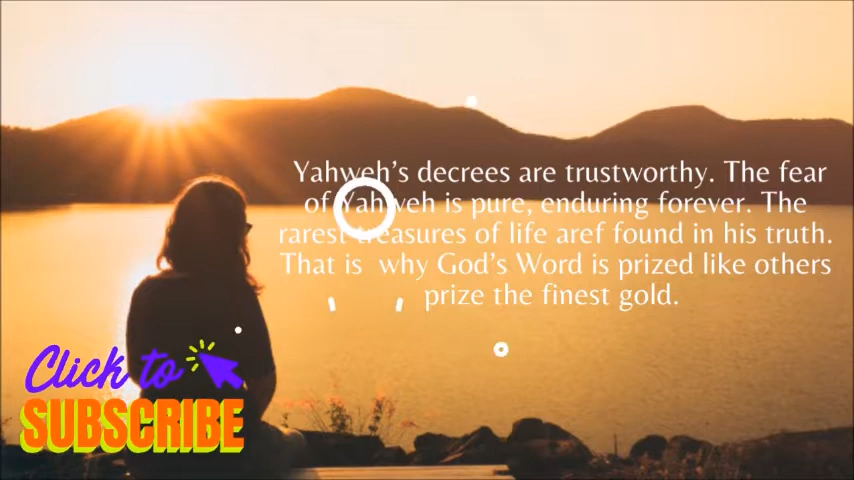 Yahweh’s decrees are trustworthy. The fear
of Yahweh is pure, enduring forever. The
rarest treasures of life aref found in his truth.
That is  why God’s Word is prized like others
prize the finest gold.
Click to
SUBSCRIBE